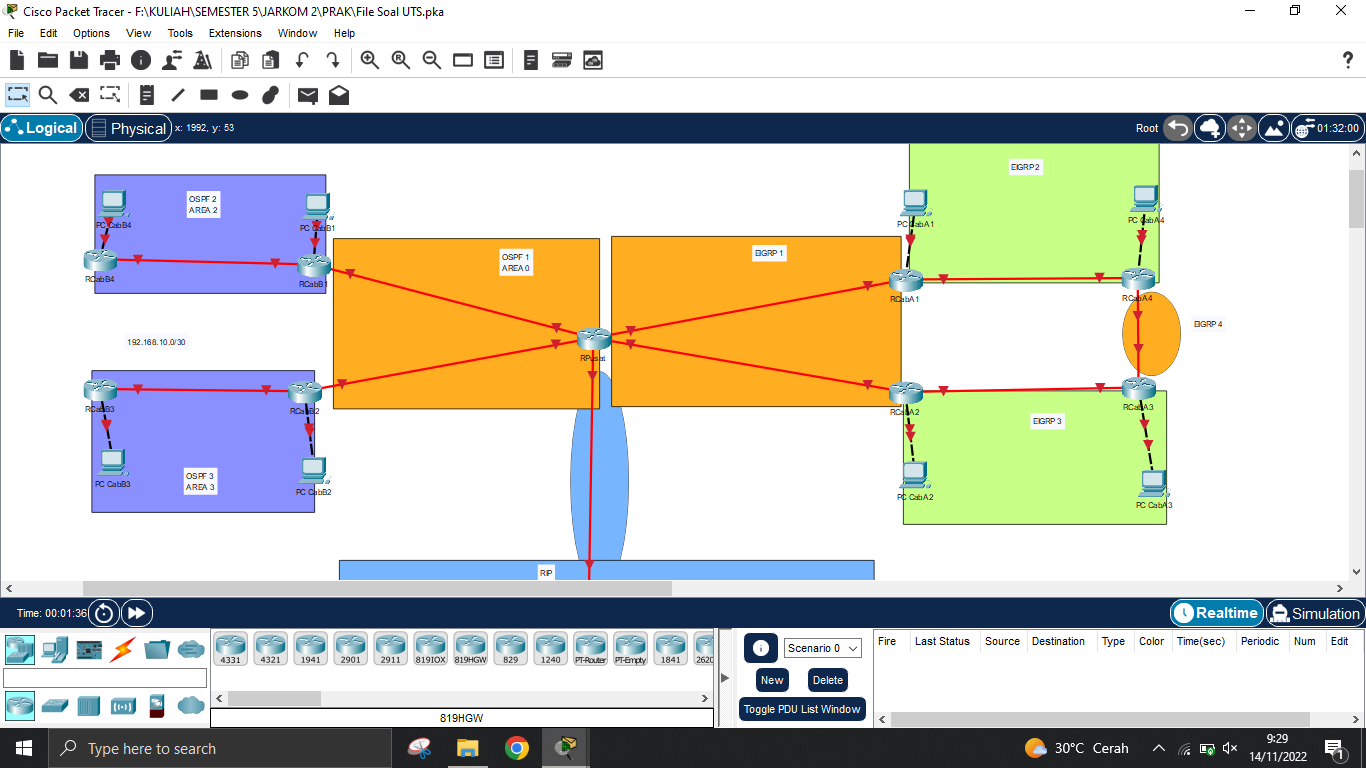 Cisco Packet Tracer - F:\KULIAH\SEMESTER 5\JARKOM 2\PRAK\File Soal UTS.pka
File Edit Options View Tools Extensions Window Help
Logical Physical x: 1992, y: 53 Root 01:32:00
EIGRP 2
OSPF 2
AREA 2
PC CabB4
PC CabB1
PC CabA1
PC CabA4
OSPF 1
AREA 0
EIGRP 1
RCabB4
RCabB1
RCabA1
RCabA4
EIGRP 4
192.168.10.0/30
RPusat
RCabB3
RCabB2
RCabA2
RCabA3
EIGRP 3
OSPF 3
AREA 3
PC CabB3
PC CabB2
PC CabA2
PC CabA3
RIP
Time: 00:01:36
Realtime Simulation
4331 4321 1941 2901 2911 819IOX 819HGW 829 1240 PT-Router PT-Empty 1841 2620
819HGW
Scenario 0
New Delete
Toggle PDU List Window
Fire Last Status Source Destination Type Color Time(sec) Periodic Num Edit
Type here to search
30°C Cerah
9:29
14/11/2022
1